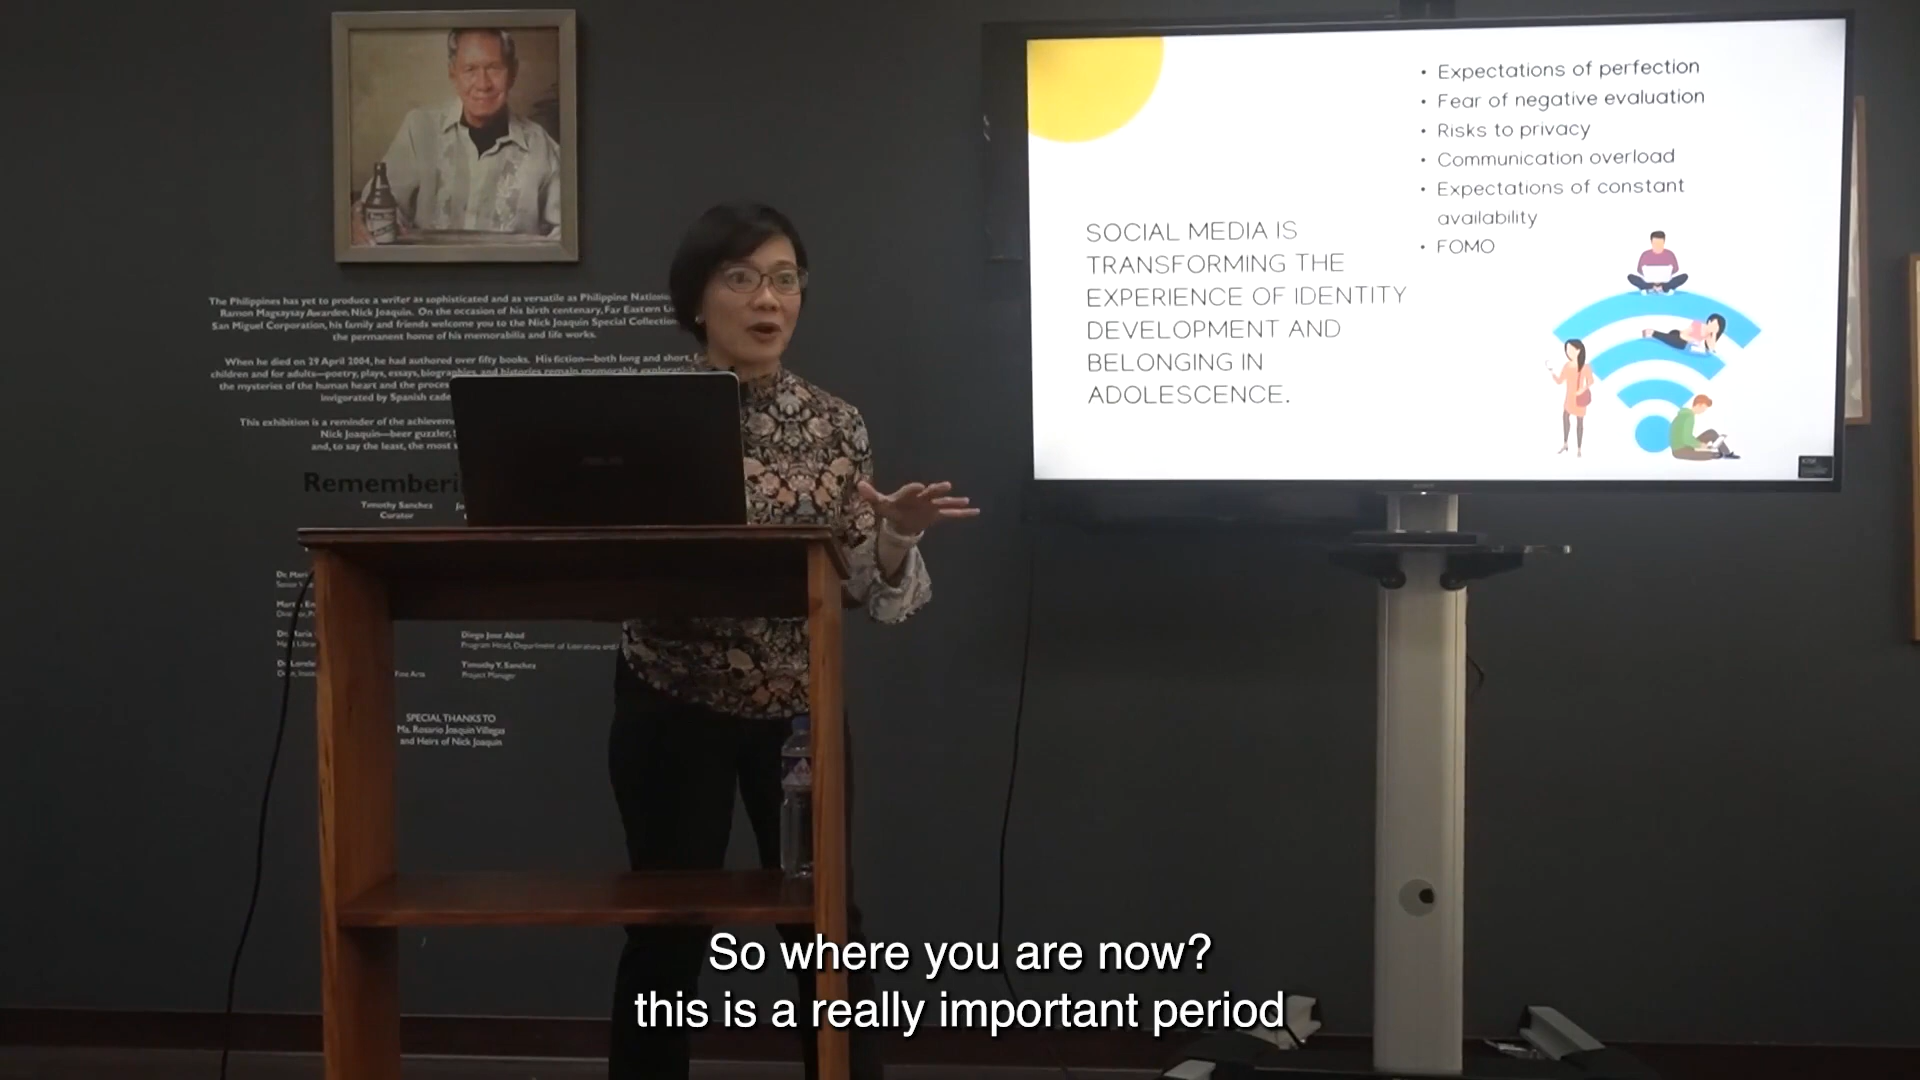 The Philippines has yet to produce a writer as sophisticated and as versatile as Philippine
Ramon Magsaysay Awardee, Nick Joaquin. On the occasion of his birth centenary, Far Eastern
San Miguel Corporation, his family and friends welcome you to the Nick Joaquin Special
the permanent home of his memorabilia and life works.
When he died on 29 April 2004, he had authored over fifty books. His fiction—both long and short,
children and for adults—poetry, plays, essays, biographies and histories remain memorable
the mysteries of the human heart and the
invigorated by Spanish
This exhibition is a reminder of the
Nick Joaquin—beer guzzler,
and, to say the least, the most
Timothy Sanchez
Curator
Diego Jose Abad
Program Head, Department of Literature
Timothy Y. Sanchez
Project Manager
Fine Arts
SPECIAL THANKS TO
Ma. Rosario Joaquin Villegas
and Heirs of Nick Joaquin
SOCIAL MEDIA IS
TRANSFORMING THE
EXPERIENCE OF IDENTITY
DEVELOPMENT AND
BELONGING IN
ADOLESCENCE.
• Expectations of perfection
• Fear of negative evaluation
• Risks to privacy
• Communication overload
• Expectations of constant
availability
• FOMO
So where you are now?
this is a really important period